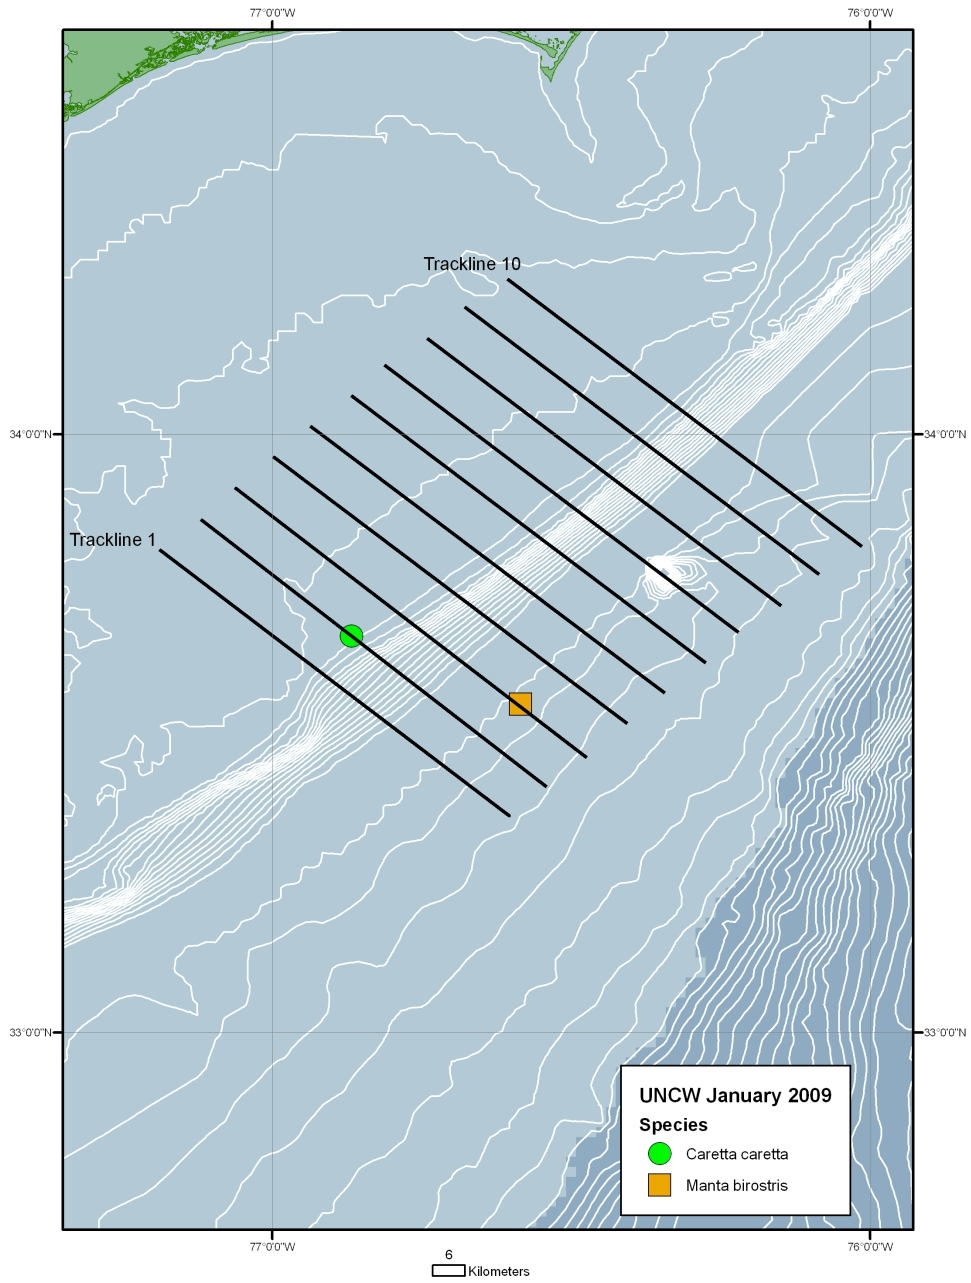 77°0'0"W 76°0'0"W
Trackline 10
34°0'0"N 34°0'0"N
Trackline 1
33°0'0"N 33°0'0"N
UNCW January 2009
Species
Caretta caretta
Manta birostris
77°0'0"W 76°0'0"W
6
Kilometers